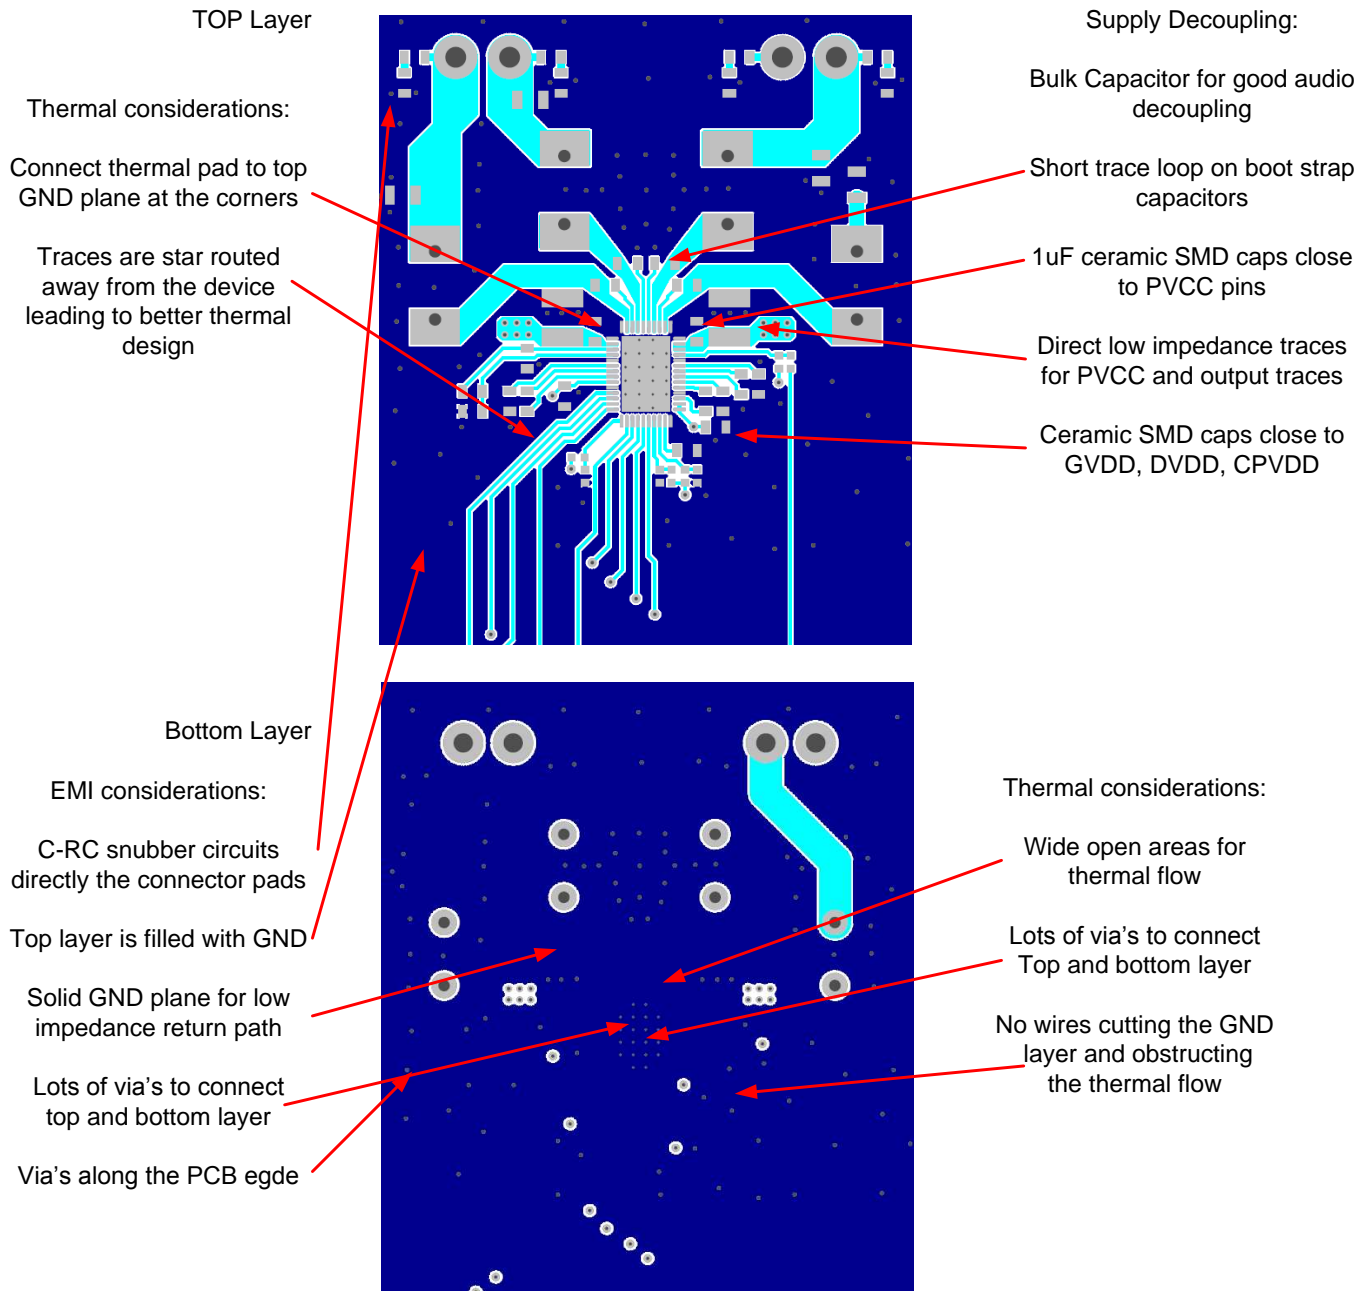 TOP Layer
Thermal considerations:
Connect thermal pad to top
GND plane at the corners
Traces are star routed
away from the device
leading to better thermal
design
Supply Decoupling:
Bulk Capacitor for good audio
decoupling
Short trace loop on boot strap
capacitors
1uF ceramic SMD caps close
to PVCC pins
Direct low impedance traces
for PVCC and output traces
Ceramic SMD caps close to
GVDD, DVDD, CPVDD
Bottom Layer
EMI considerations:
C-RC snubber circuits
directly the connector pads
Top layer is filled with GND
Solid GND plane for low
impedance return path
Lots of via's to connect
top and bottom layer
Via's along the PCB egde
Thermal considerations:
Wide open areas for
thermal flow
Lots of via's to connect
Top and bottom layer
No wires cutting the GND
layer and obstructing
the thermal flow